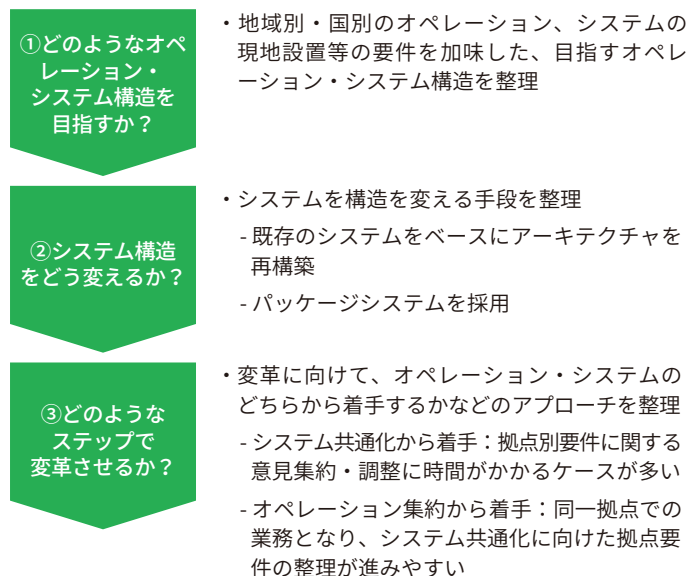 ①どのようなオペ
レーション・
システム構造を
目指すか？
・地域別・国別のオペレーション、システムの
現地設置等の要件を加味した、目指すオペレ
ーション・システム構造を整理
②システム構造
をどう変えるか？
・システムを構造を変える手段を整理
- 既存のシステムをベースにアーキテクチャを
再構築
- パッケージシステムを採用
③どのような
ステップで
変革させるか？
・変革に向けて、オペレーション・システムの
どちらから着手するかなどのアプローチを整理
- システム共通化から着手：拠点別要件に関する
意見集約・調整に時間がかかるケースが多い
- オペレーション集約から着手：同一拠点での
業務となり、システム共通化に向けた拠点要
件の整理が進みやすい